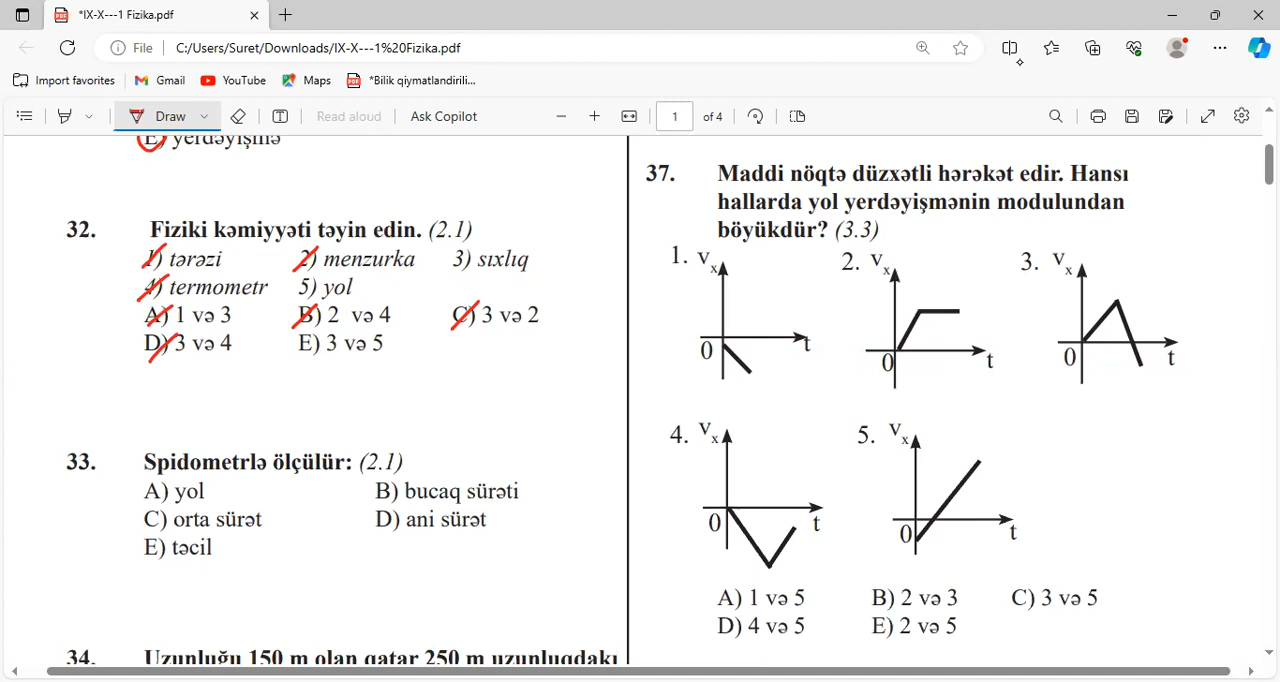 *IX-X---1 Fizika.pdf
File C:/Users/Suret/Downloads/IX-X---1%20Fizika.pdf
Import favorites Gmail YouTube Maps *Bilik qiymatlandirili...
Draw Read aloud Ask Copilot 1 of 4
E) yerdəyişmə
32. Fiziki kəmiyyəti təyin edin. (2.1)
1) tərəzi 2) menzurka 3) sıxlıq
4) termometr 5) yol
A) 1 və 3 B) 2 və 4 C) 3 və 2
D) 3 və 4 E) 3 və 5
33. Spidometrlə ölçülür: (2.1)
A) yol B) bucaq sürəti
C) orta sürət D) ani sürət
E) təcil
34. Uzunluğu 150 m olan qatar 250 m uzunluqdakı
37. Maddi nöqtə düzxətli hərəkət edir. Hansı
hallarda yol yerdəyişmənin modulundan
böyükdür? (3.3)
1. vx 2. vx 3. vx
0 t 0 t 0 t
4. vx 5. vx
0 t 0 t
A) 1 və 5 B) 2 və 3 C) 3 və 5
D) 4 və 5 E) 2 və 5